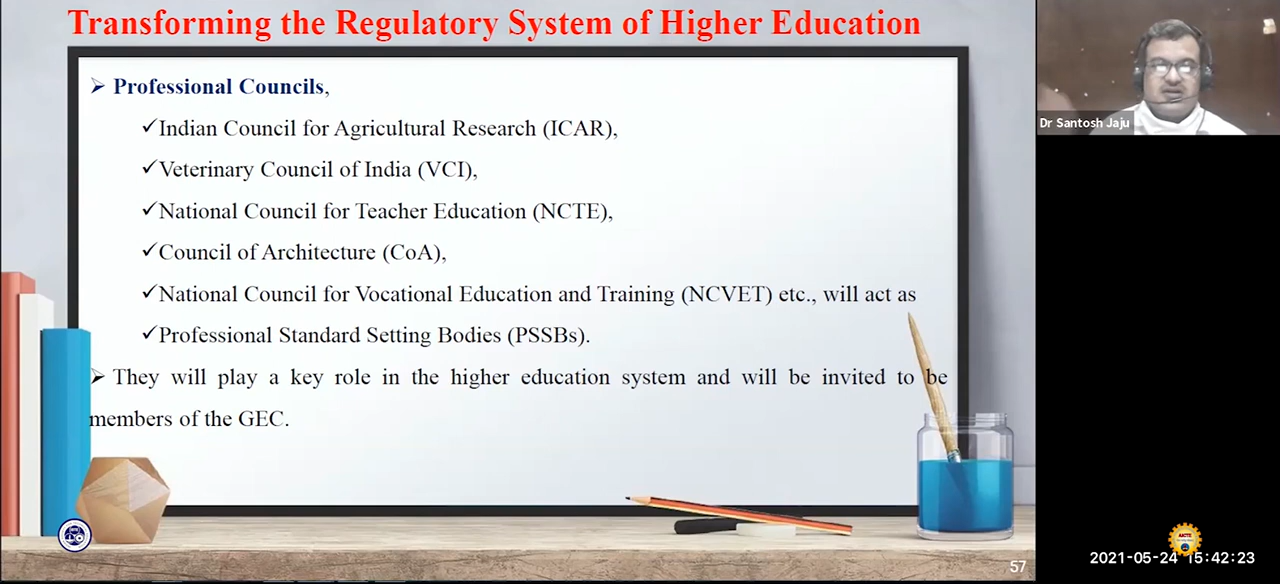 Transforming the Regulatory System of Higher Education
➢ Professional Councils,
✓Indian Council for Agricultural Research (ICAR),
✓Veterinary Council of India (VCI),
✓National Council for Teacher Education (NCTE),
✓Council of Architecture (CoA),
✓National Council for Vocational Education and Training (NCVET) etc., will act as
✓Professional Standard Setting Bodies (PSSBs).
➢ They will play a key role in the higher education system and will be invited to be
members of the GEC.
57
Dr Santosh Jaju
AICTE
2021-05-24 15:42:23